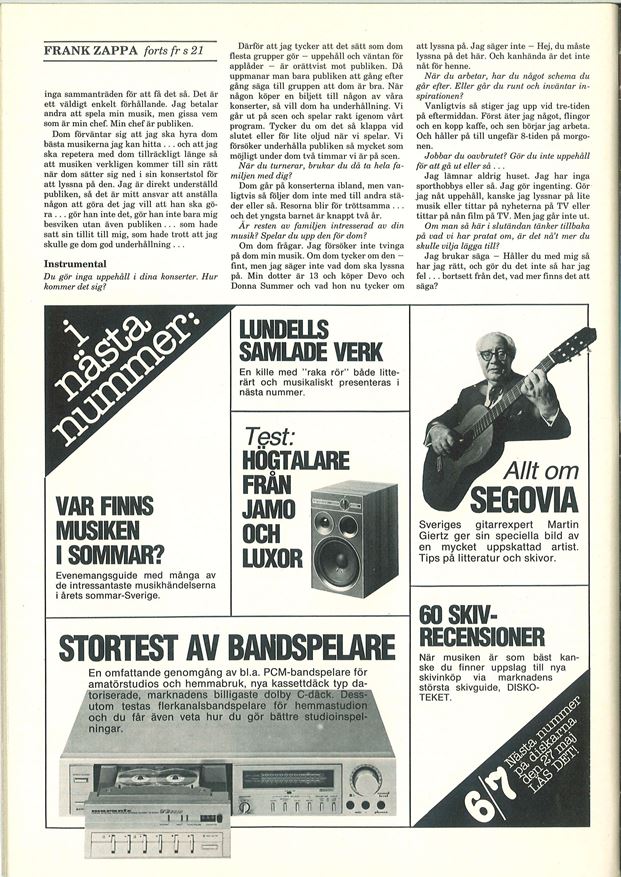 FRANK ZAPPA forts fr s 21
inga sammanträden för att få det så. Det är
ett väldigt enkelt förhållande. Jag betalar
andra att spela min musik, men gissa vem
som är min chef. Min chef är publiken.
Dom förväntar sig att jag ska hyra dom
bästa musikerna jag kan hitta . . . och att jag
ska repetera med dom tillräckligt länge så
att musiken verkligen kommer till sin rätt
när dom sätter sig ned i sin konsertstol för
att lyssna på den. Jag är direkt underställd
publiken, så det är mitt ansvar att anställa
någon att göra det jag vill att han ska gö-
ra . . . gör han inte det, gör han inte bara mig
besviken utan även publiken . . . som hade
satt sin tillit till mig, som hade trott att jag
skulle ge dom god underhållning . . .
Instrumental
Du gör inga uppehåll i dina konserter. Hur
kommer det sig?
Därför att jag tycker att det sätt som dom
flesta grupper gör – uppehåll och väntan för
applåder – är orättvist mot publiken. Då
uppmanar man bara publiken att gång efter
gång säga till gruppen att dom är bra. När
någon köper en biljett till någon av våra
konserter, så vill dom ha underhållning. Vi
går ut på scen och spelar rakt igenom vårt
program. Tycker du om det så klappa vid
slutet eller för lite oljud när vi spelar. Vi
försöker underhålla publiken så mycket som
möjligt under dom två timmar vi är på scen.
När du turnerar, brukar du då ta hela fa-
miljen med dig?
Dom går på konserterna ibland, men van-
ligtvis så följer dom inte med till andra stä-
der eller så. Resorna blir för tröttsamma . . .
och det yngsta barnet är knappt två år.
Är resten av familjen intresserad av din
musik? Spelar du upp den för dom?
Om dom frågar. Jag försöker inte tvinga
på dom min musik. Om dom tycker om den –
fint, men jag säger inte vad dom ska lyssna
på. Min dotter är 13 och köper Devo och
Donna Summer och vad hon nu tycker om
att lyssna på. Jag säger inte – Hej, du måste
lyssna på det här. Och kanhända är det inte
nåt för henne.
När du arbetar, har du något schema du
går efter. Eller går du runt och inväntar in-
spirationen?
Vanligtvis så stiger jag upp vid tre-tiden
på eftermiddan. Först äter jag något, flingor
och en kopp kaffe, och sen börjar jag arbeta.
Och håller på till ungefär 8-tiden på morgo-
nen.
Jobbar du oavbrutet? Gör du inte uppehåll
för att gå ut eller så . . .
Jag lämnar aldrig huset. Jag har inga
sporthobbys eller så. Jag gör ingenting. Gör
jag nåt uppehåll, kanske jag lyssnar på lite
musik eller tittar på nyheterna på TV eller
tittar på nån film på TV. Men jag går inte ut.
Om man så här i slutändan tänker tillbaka
på vad vi har pratat om, är det nå't mer du
skulle vilja lägga till?
Jag brukar säga – Håller du med mig så
har jag rätt, och gör du det inte så har jag
fel . . . bortsett från det, vad mer finns det att
säga?
i
nästa
nummer:
LUNDELLS
SAMLADE VERK
En kille med "raka rör" både litte-
rärt och musikaliskt presenteras i
nästa nummer.
Test:
HÖGTALARE
FRÅN
JAMO
OCH
LUXOR
Allt om
SEGOVIA
Sveriges gitarrexpert Martin
Giertz ger sin speciella bild av
en mycket uppskattad artist.
Tips på litteratur och skivor.
VAR FINNS
MUSIKEN
I SOMMAR?
Evenemangsguide med många av
de intressantaste musikhändelserna
i årets sommar-Sverige.
60 SKIV-
RECENSIONER
När musiken är som bäst kan-
ske du finner uppslag till nya
skivinköp via marknadens
största skivguide, DISKO-
TEKET.
STORTEST AV BANDSPELARE
En omfattande genomgång av bl.a. PCM-bandspelare för
amatörstudios och hemmabruk, nya kassettdäck typ da-
toriserade, marknadens billigaste dolby C-däck. Dess-
utom testas flerkanalsbandspelare för hemmastudion
och du får även veta hur du gör bättre studioinspel-
ningar.
6/7
Nästa nummer
på diskarna
den 27 maj
LÄS DET!